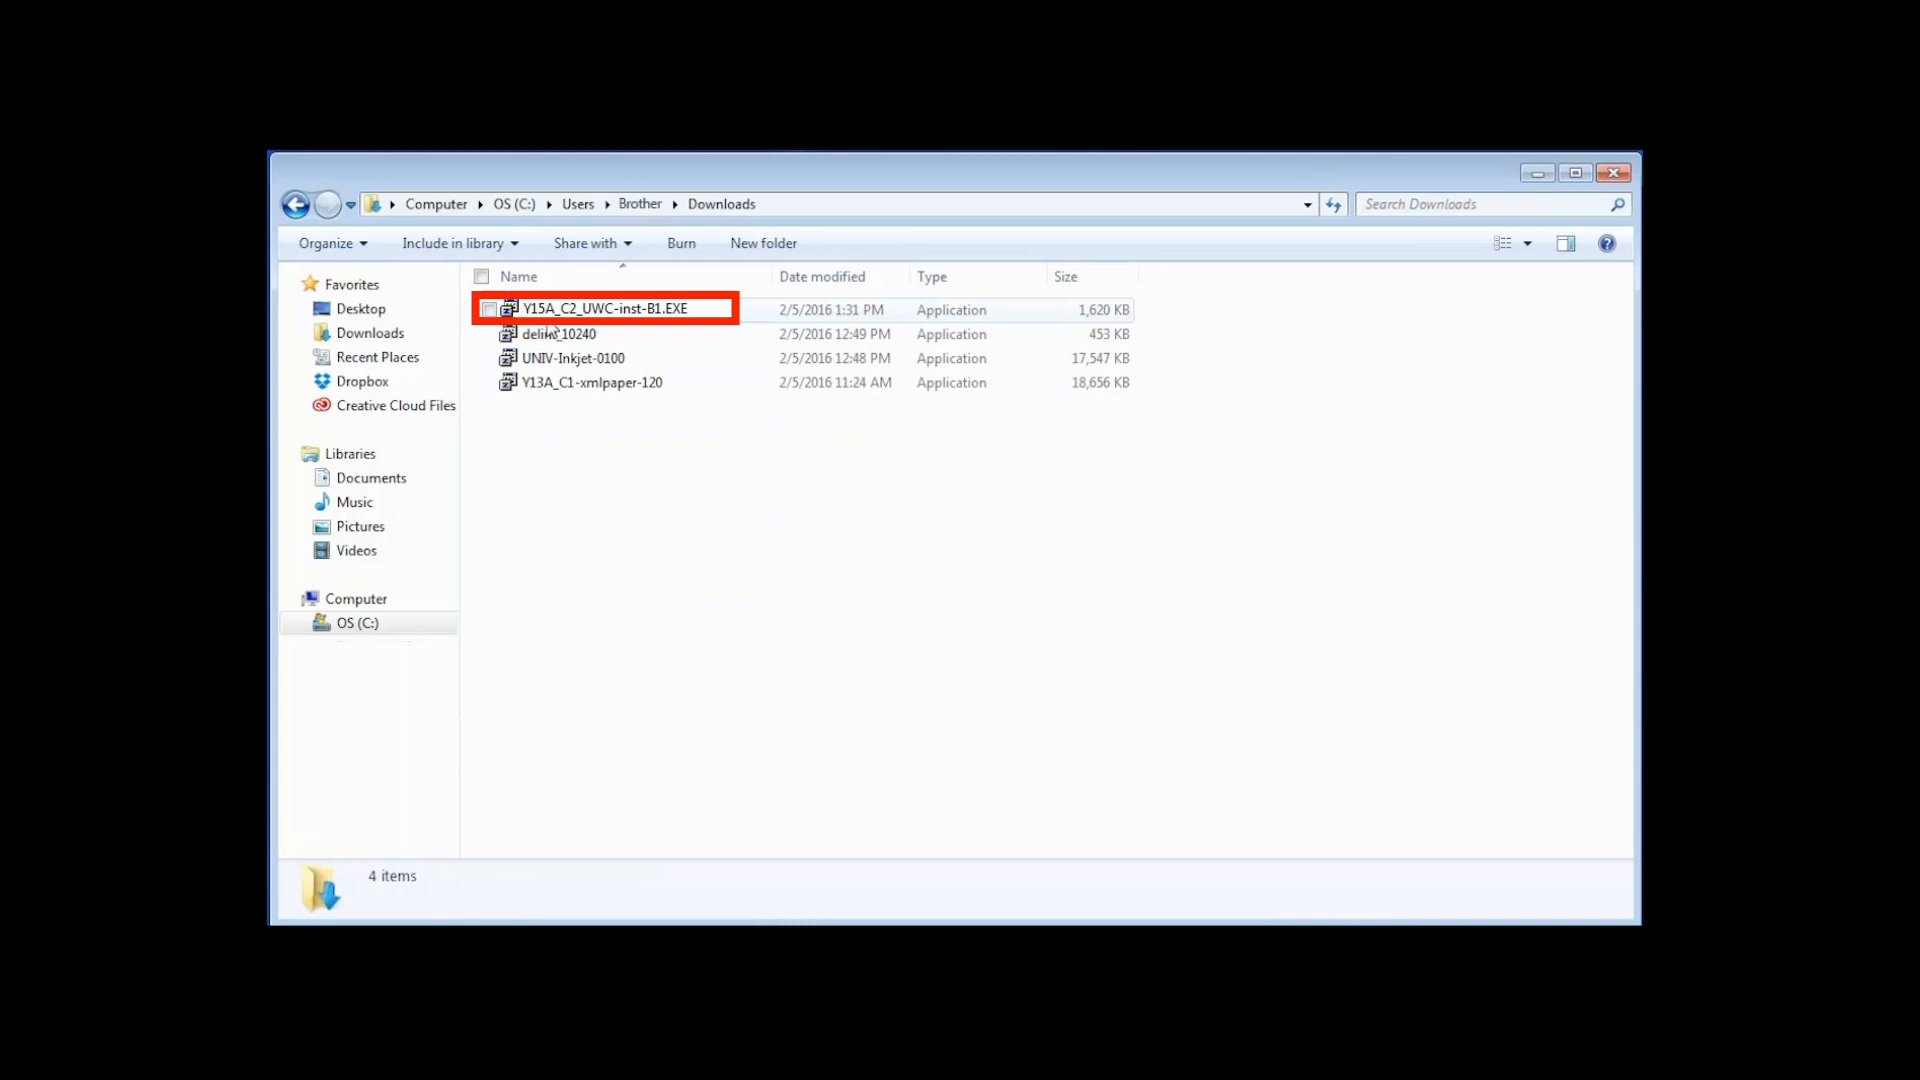 Computer OS (C:) Users Brother Downloads
Search Downloads
Organize Include in library Share with Burn New folder
Name Date modified Type Size
Y15A_C2_UWC-inst-B1.EXE 2/5/2016 1:31 PM Application 1,620 KB
2/5/2016 12:49 PM Application 453 KB
UNIV-Inkjet-0100 2/5/2016 12:48 PM Application 17,547 KB
Y13A_C1-xmlpaper-120 2/5/2016 11:24 AM Application 18,656 KB
Favorites
Desktop
Downloads
Recent Places
Dropbox
Creative Cloud Files
Libraries
Documents
Music
Pictures
Videos
Computer
OS (C:)
4 items